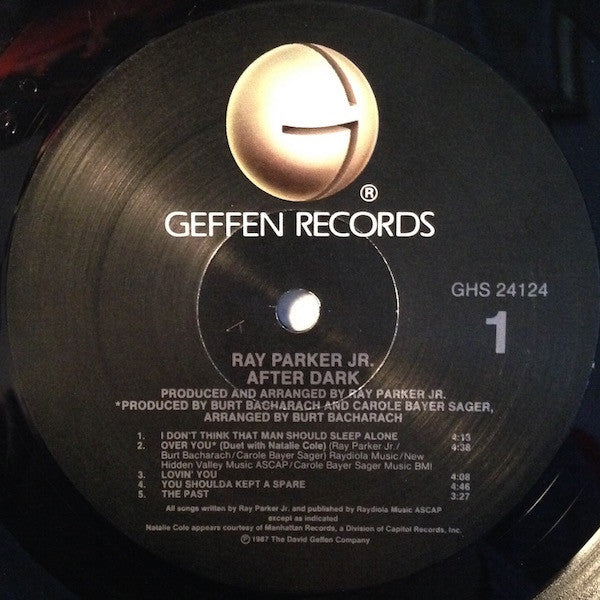 ®
GEFFEN RECORDS
GHS 24124
1
RAY PARKER JR.
AFTER DARK
PRODUCED AND ARRANGED BY RAY PARKER JR.
*PRODUCED BY BURT BACHARACH AND CAROLE BAYER SAGER,
ARRANGED BY BURT BACHARACH
1. I DON'T THINK THAT MAN SHOULD SLEEP ALONE 4:13
2. OVER YOU* (Duet with Natalie Cole) (Ray Parker Jr./ 4:38
Burt Bacharach/Carole Bayer Sager) Raydiola Music/New
Hidden Valley Music ASCAP/Carole Bayer Sager Music BMI
3. LOVIN' YOU 4:08
4. YOU SHOULDA KEPT A SPARE 4:46
5. THE PAST 3:27
All songs written by Ray Parker Jr. and published by Raydiola Music ASCAP
except as indicated
Natalie Cole appears courtesy of Manhattan Records, a Division of Capitol Records, Inc.
℗ 1987 The David Geffen Company